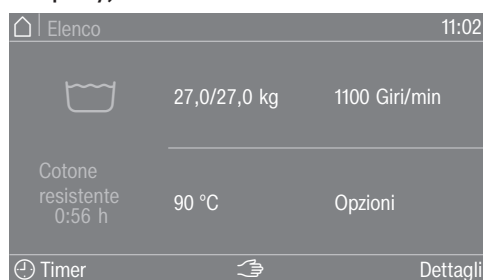 Elenco 11:02
27,0/27,0 kg 1100 Giri/min
Cotone
resistente
0:56 h
90 °C Opzioni
Timer Dettagli